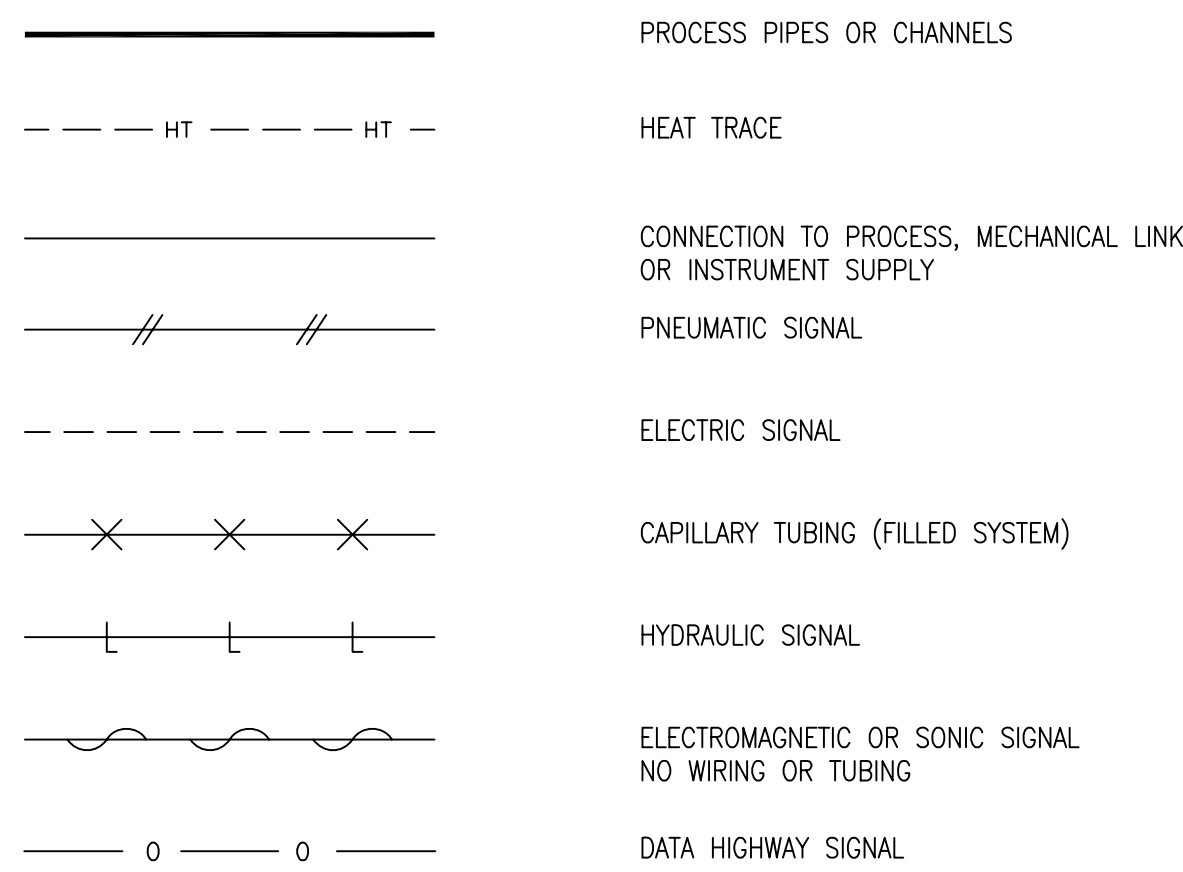 PROCESS PIPES OR CHANNELS
HT HT HEAT TRACE
CONNECTION TO PROCESS, MECHANICAL LINK
OR INSTRUMENT SUPPLY
PNEUMATIC SIGNAL
ELECTRIC SIGNAL
CAPILLARY TUBING (FILLED SYSTEM)
L L L HYDRAULIC SIGNAL
ELECTROMAGNETIC OR SONIC SIGNAL
NO WIRING OR TUBING
O O DATA HIGHWAY SIGNAL